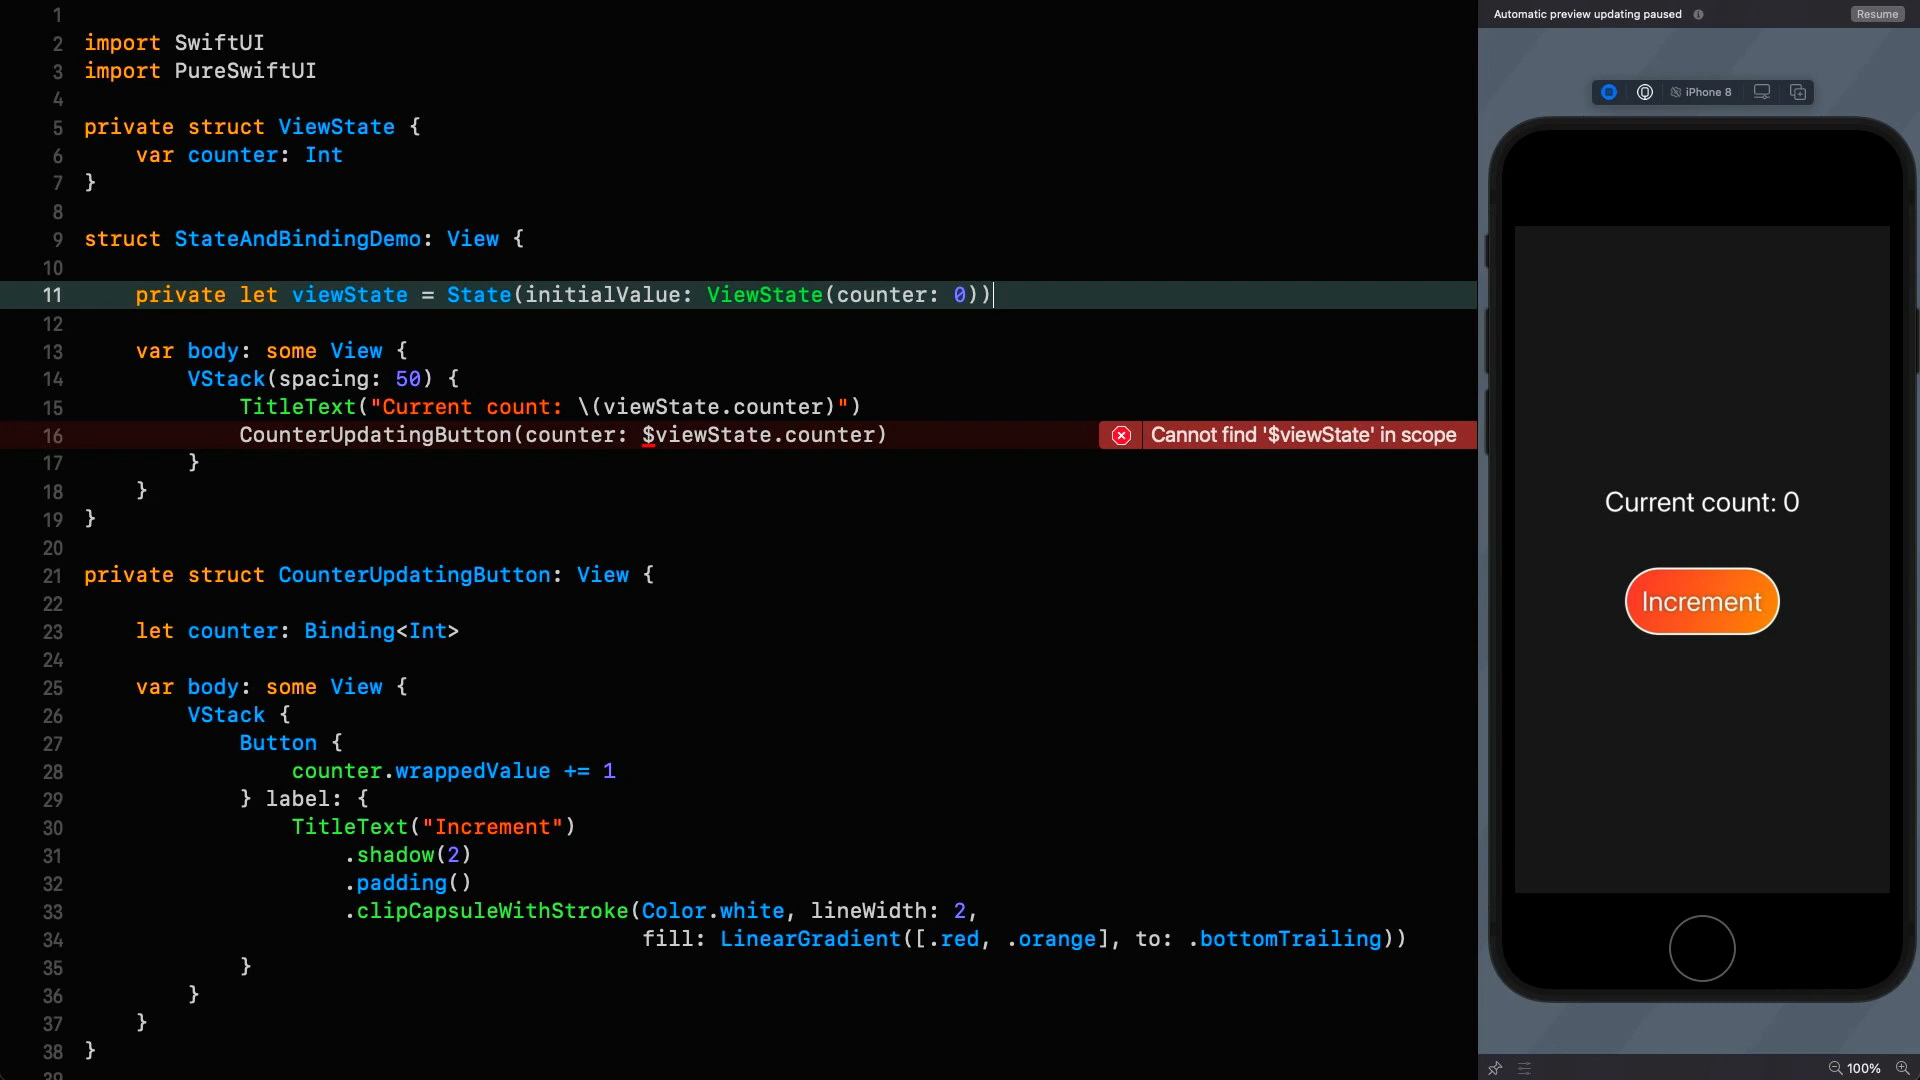 1
2 import SwiftUI
3 import PureSwiftUI
4
5 private struct ViewState {
6     var counter: Int
7 }
8
9 struct StateAndBindingDemo: View {
10
11     private let viewState = State(initialValue: ViewState(counter: 0))
12
13     var body: some View {
14         VStack(spacing: 50) {
15             TitleText("Current count: \(viewState.counter)")
16             CounterUpdatingButton(counter: $viewState.counter) Cannot find '$viewState' in scope
17         }
18     }
19 }
20
21 private struct CounterUpdatingButton: View {
22
23     let counter: Binding<Int>
24
25     var body: some View {
26         VStack {
27             Button {
28                 counter.wrappedValue += 1
29             } label: {
30                 TitleText("Increment")
31                     .shadow(2)
32                     .padding()
33                     .clipCapsuleWithStroke(Color.white, lineWidth: 2,
34                                            fill: LinearGradient([.red, .orange], to: .bottomTrailing))
35             }
36         }
37     }
38 }
39
Automatic preview updating paused Resume
iPhone 8
Current count: 0
Increment
100%